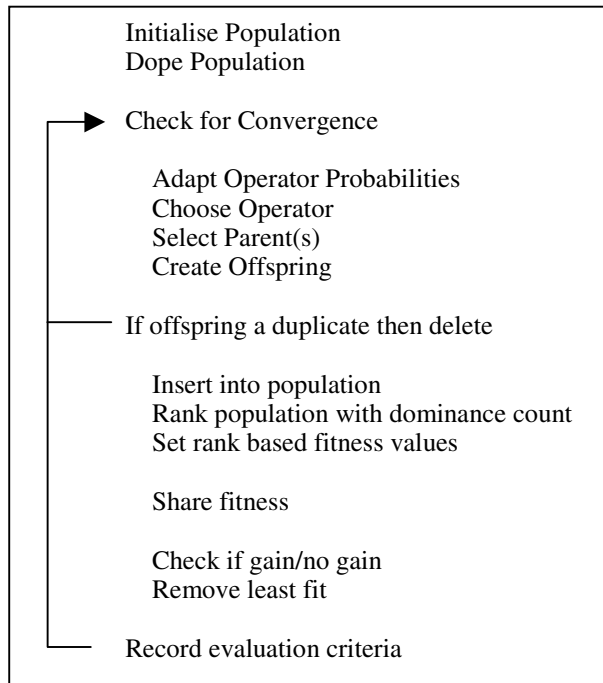 Initialise Population
Dope Population
Check for Convergence
Adapt Operator Probabilities
Choose Operator
Select Parent(s)
Create Offspring
If offspring a duplicate then delete
Insert into population
Rank population with dominance count
Set rank based fitness values
Share fitness
Check if gain/no gain
Remove least fit
Record evaluation criteria